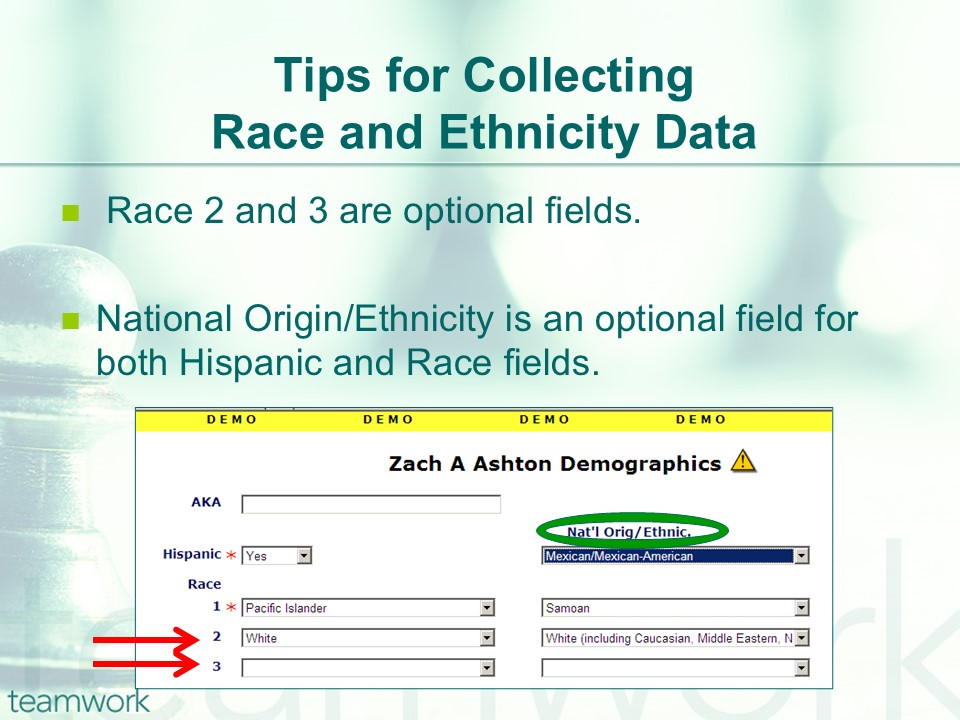 Tips for Collecting
Race and Ethnicity Data
Race 2 and 3 are optional fields.
National Origin/Ethnicity is an optional field for
both Hispanic and Race fields.
DEMO DEMO DEMO DEMO
Zach A Ashton Demographics
AKA
Nat'l Orig/Ethnic.
Hispanic * Yes Mexican/Mexican-American
Race
1 * Pacific Islander Samoan
2 White White (including Caucasian, Middle Eastern, N
3
teamwork
teamwork